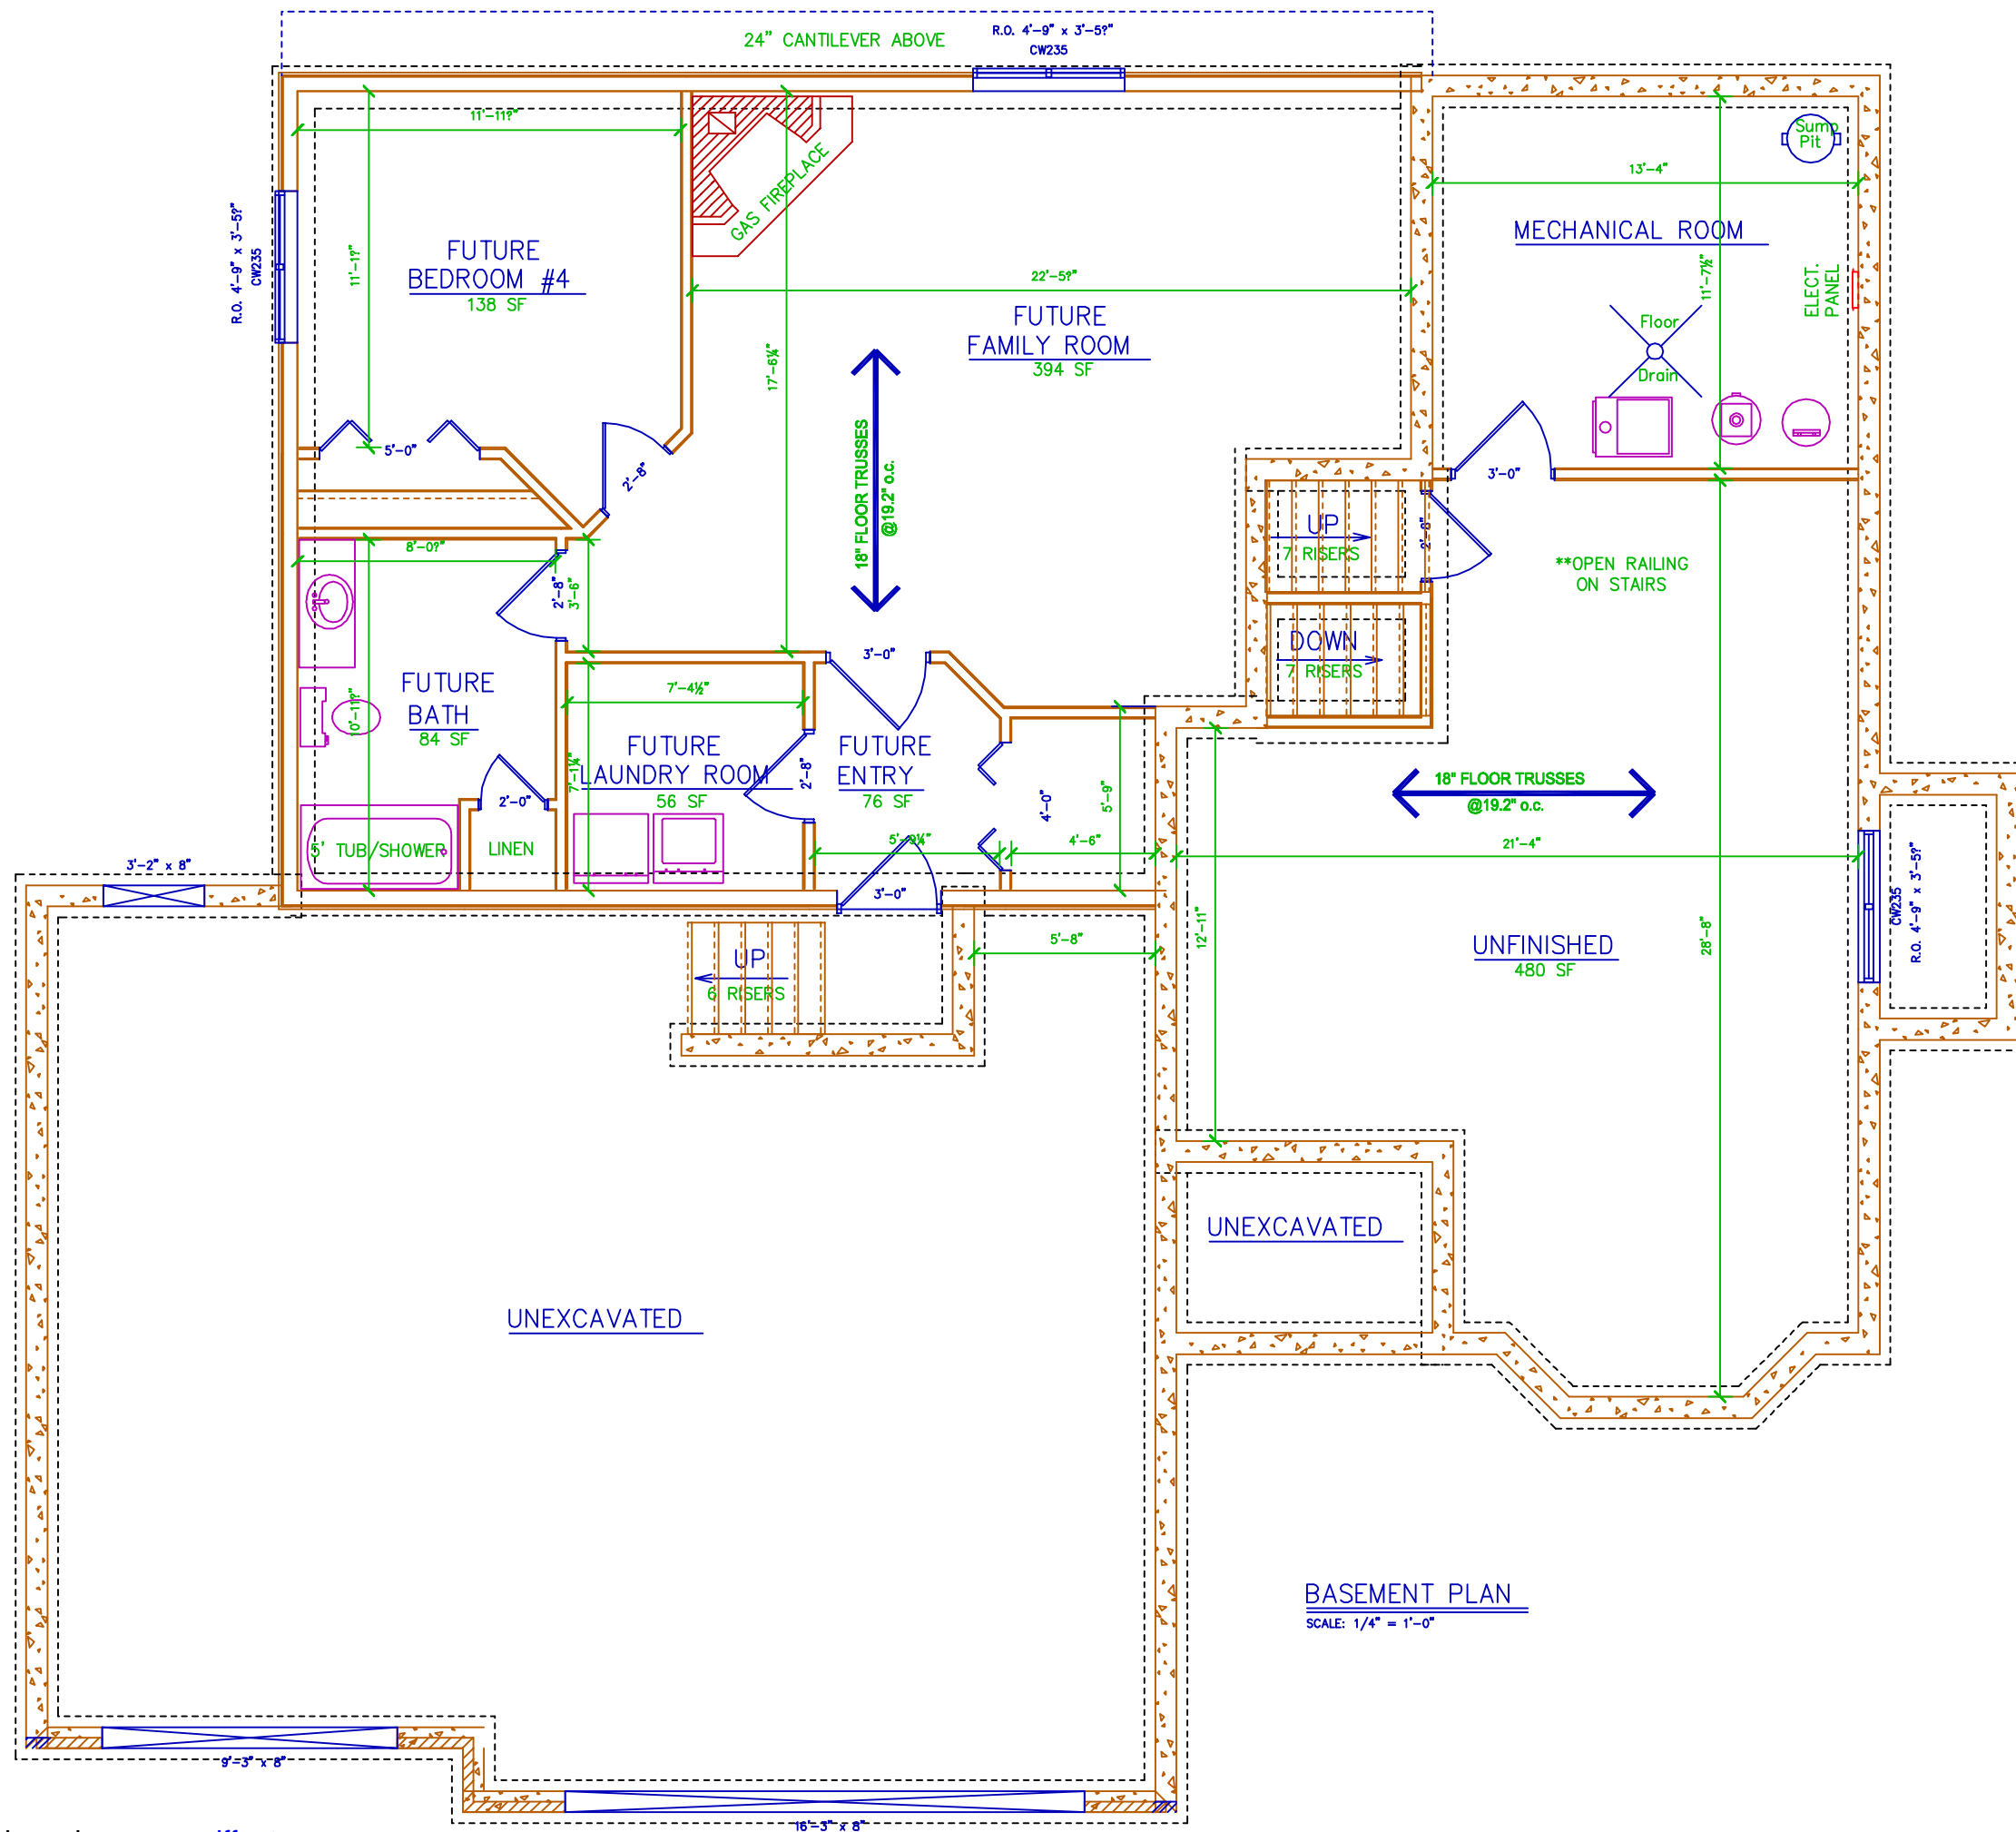 24" CANTILEVER ABOVE
R.O. 4'-9" x 3'-5?"
CW235
11'-11?"
Sump
Pit
13'-4"
MECHANICAL ROOM
R.O. 4'-9" x 3'-5?"
CW235
11'-1?"
FUTURE
BEDROOM #4
138 SF
GAS FIREPLACE
22'-5?"
FUTURE
FAMILY ROOM
394 SF
17'-6¼"
11'-7½"
ELECT.
PANEL
Floor
Drain
5'-0"
2'-8"
18" FLOOR TRUSSES
@19.2" o.c.
3'-0"
UP
7 RISERS
2'-8"
**OPEN RAILING
ON STAIRS
8'-0?"
2'-8"
3'-6"
DOWN
7 RISERS
3'-0"
FUTURE
BATH
84 SF
10'-11?"
7'-4½"
FUTURE
LAUNDRY ROOM
56 SF
7'-1¼"
2'-8"
FUTURE
ENTRY
76 SF
2'-0"
5' TUB/SHOWER
LINEN
5'-9¼"
4'-0"
4'-6"
5'-9"
18" FLOOR TRUSSES
@19.2" o.c.
21'-4"
CW235
R.O. 4'-9" x 3'-5?"
3'-2" x 8"
3'-0"
UP
6 RISERS
5'-8"
12'-11"
UNFINISHED
480 SF
28'-8"
UNEXCAVATED
UNEXCAVATED
BASEMENT PLAN
SCALE: 1/4" = 1'-0"
9'-3" x 8"
16'-3" x 8"